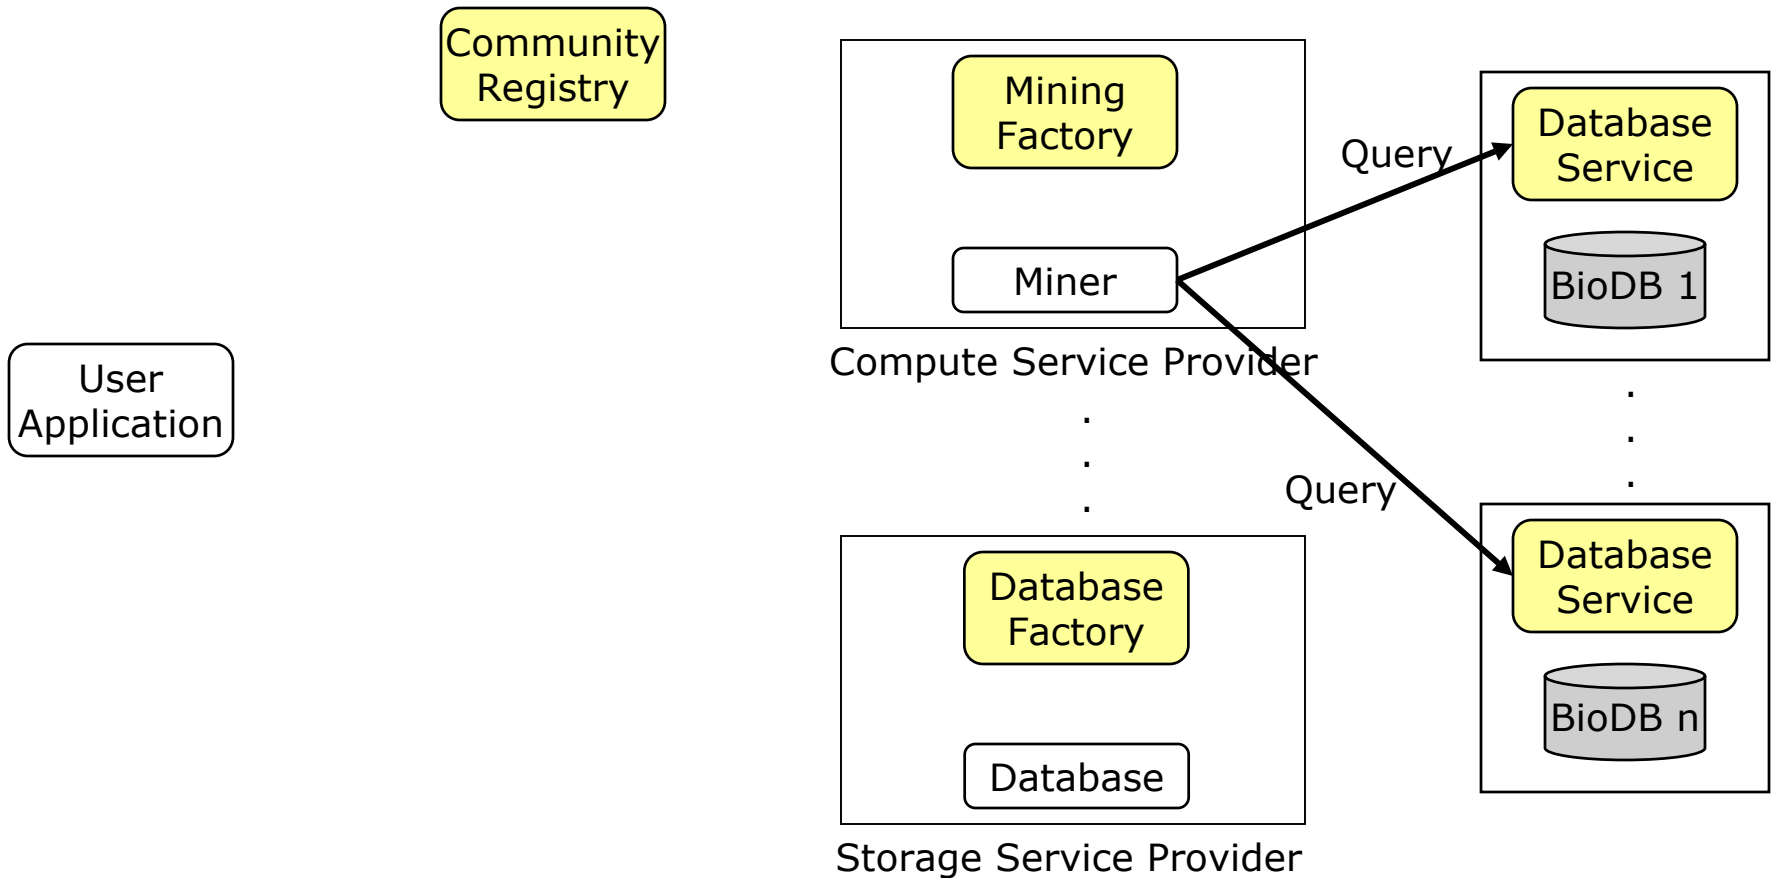 Community
Registry
Mining
Factory
Database
Service
Query
Miner
BioDB 1
Compute Service Provider
User
Application
.
.
.
.
.
.
Query
Database
Factory
Database
Service
BioDB n
Database
Storage Service Provider